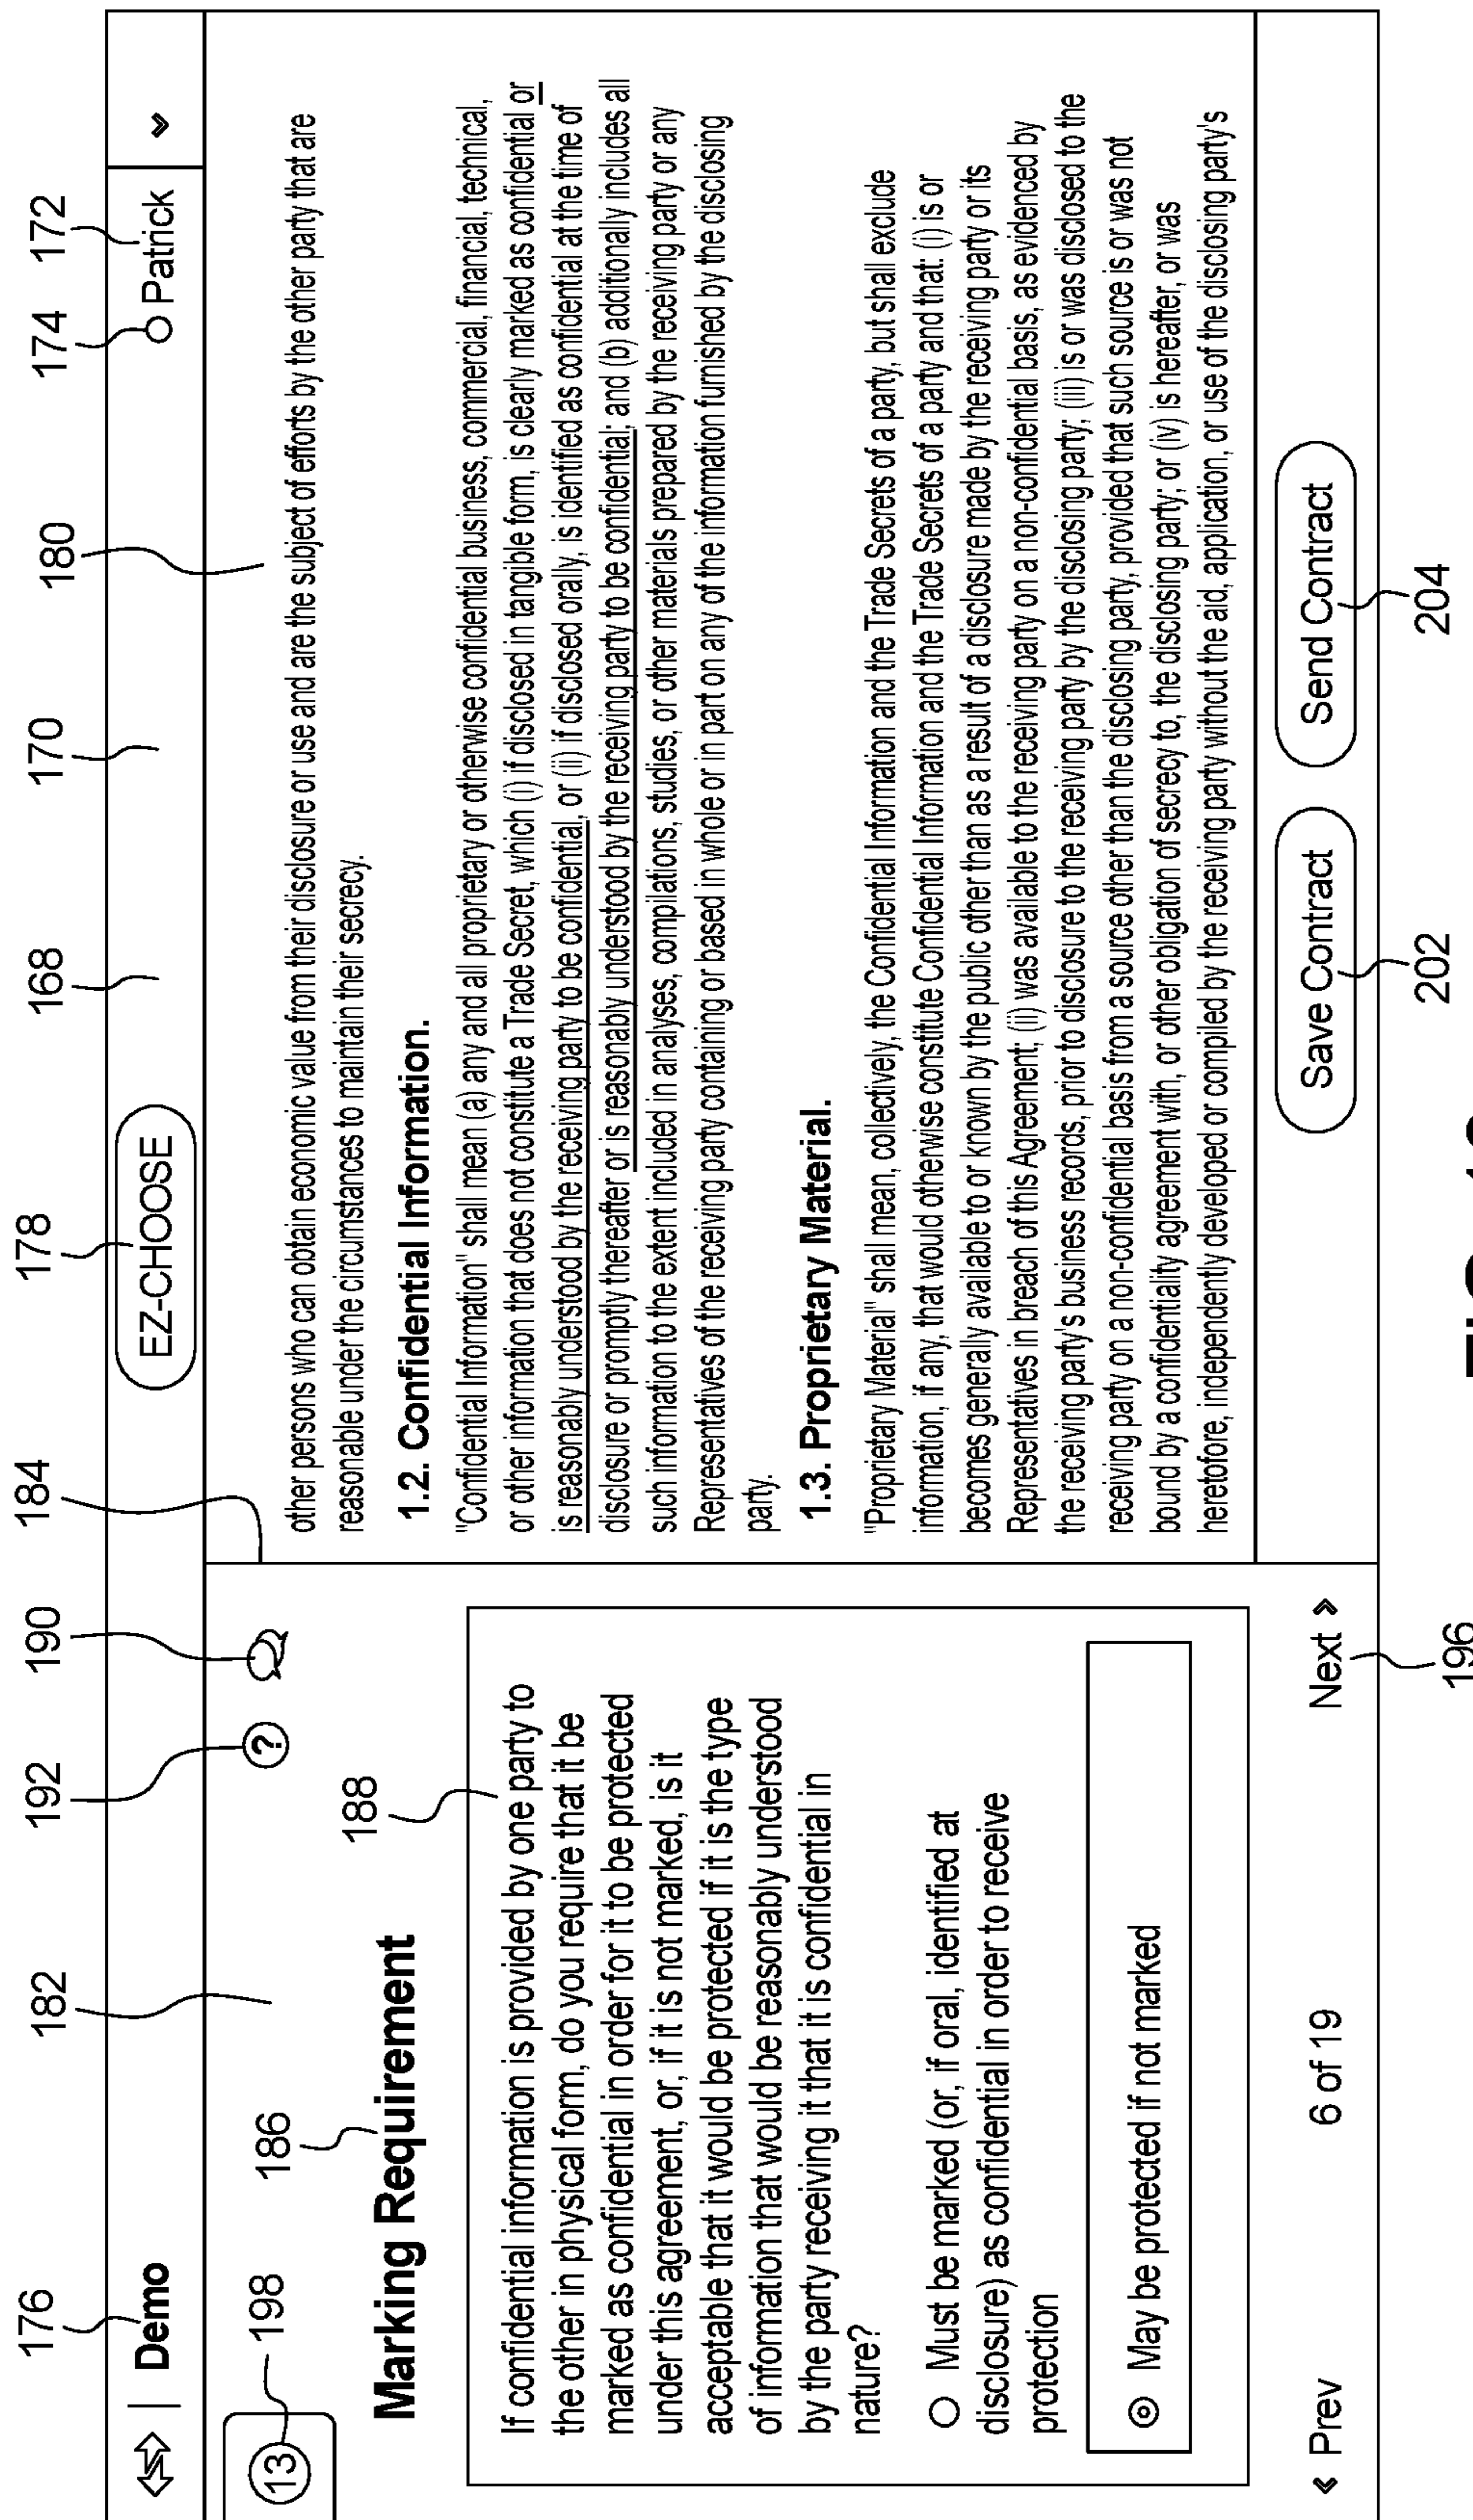 176
182
192
190
184
178
168
170
180
174
172
Demo
EZ-CHOOSE
Patrick
198
13
?
186
Marking Requirement
188
If confidential information is provided by one party to
the other in physical form, do you require that it be
marked as confidential in order for it to be protected
under this agreement, or, if it is not marked, is it
acceptable that it would be protected if it is the type
of information that would be reasonably understood
by the party receiving it that it is confidential in
nature?
Must be marked (or, if oral, identified at
disclosure) as confidential in order to receive
protection
May be protected if not marked
« Prev
6 of 19
Next »
196
other persons who can obtain economic value from their disclosure or use and are the subject of efforts by the other party that are
reasonable under the circumstances to maintain their secrecy.
1.2. Confidential Information.
"Confidential Information" shall mean (a) any and all proprietary or otherwise confidential business, commercial, financial, technical,
or other information that does not constitute a Trade Secret, which (i) if disclosed in tangible form, is clearly marked as confidential or
is reasonably understood by the receiving party to be confidential, or (ii) if disclosed orally, is identified as confidential at the time of
disclosure or promptly thereafter or is reasonably understood by the receiving party to be confidential; and (b) additionally includes all
such information to the extent included in analyses, compilations, studies, or other materials prepared by the receiving party or any
Representatives of the receiving party containing or based in whole or in part on any of the information furnished by the disclosing
party.
1.3. Proprietary Material.
"Proprietary Material" shall mean, collectively, the Confidential Information and the Trade Secrets of a party, but shall exclude
information, if any, that would otherwise constitute Confidential Information and the Trade Secrets of a party and that: (i) is or
becomes generally available to or known by the public other than as a result of a disclosure made by the receiving party or its
Representatives in breach of this Agreement; (ii) was available to the receiving party on a non-confidential basis, as evidenced by
the receiving party's business records, prior to disclosure to the receiving party by the disclosing party; (iii) is or was disclosed to the
receiving party on a non-confidential basis from a source other than the disclosing party, provided that such source is or was not
bound by a confidentiality agreement with, or other obligation of secrecy to, the disclosing party; or (iv) is hereafter, or was
heretofore, independently developed or compiled by the receiving party without the aid, application, or use of the disclosing party's
Save Contract
Send Contract
202
204